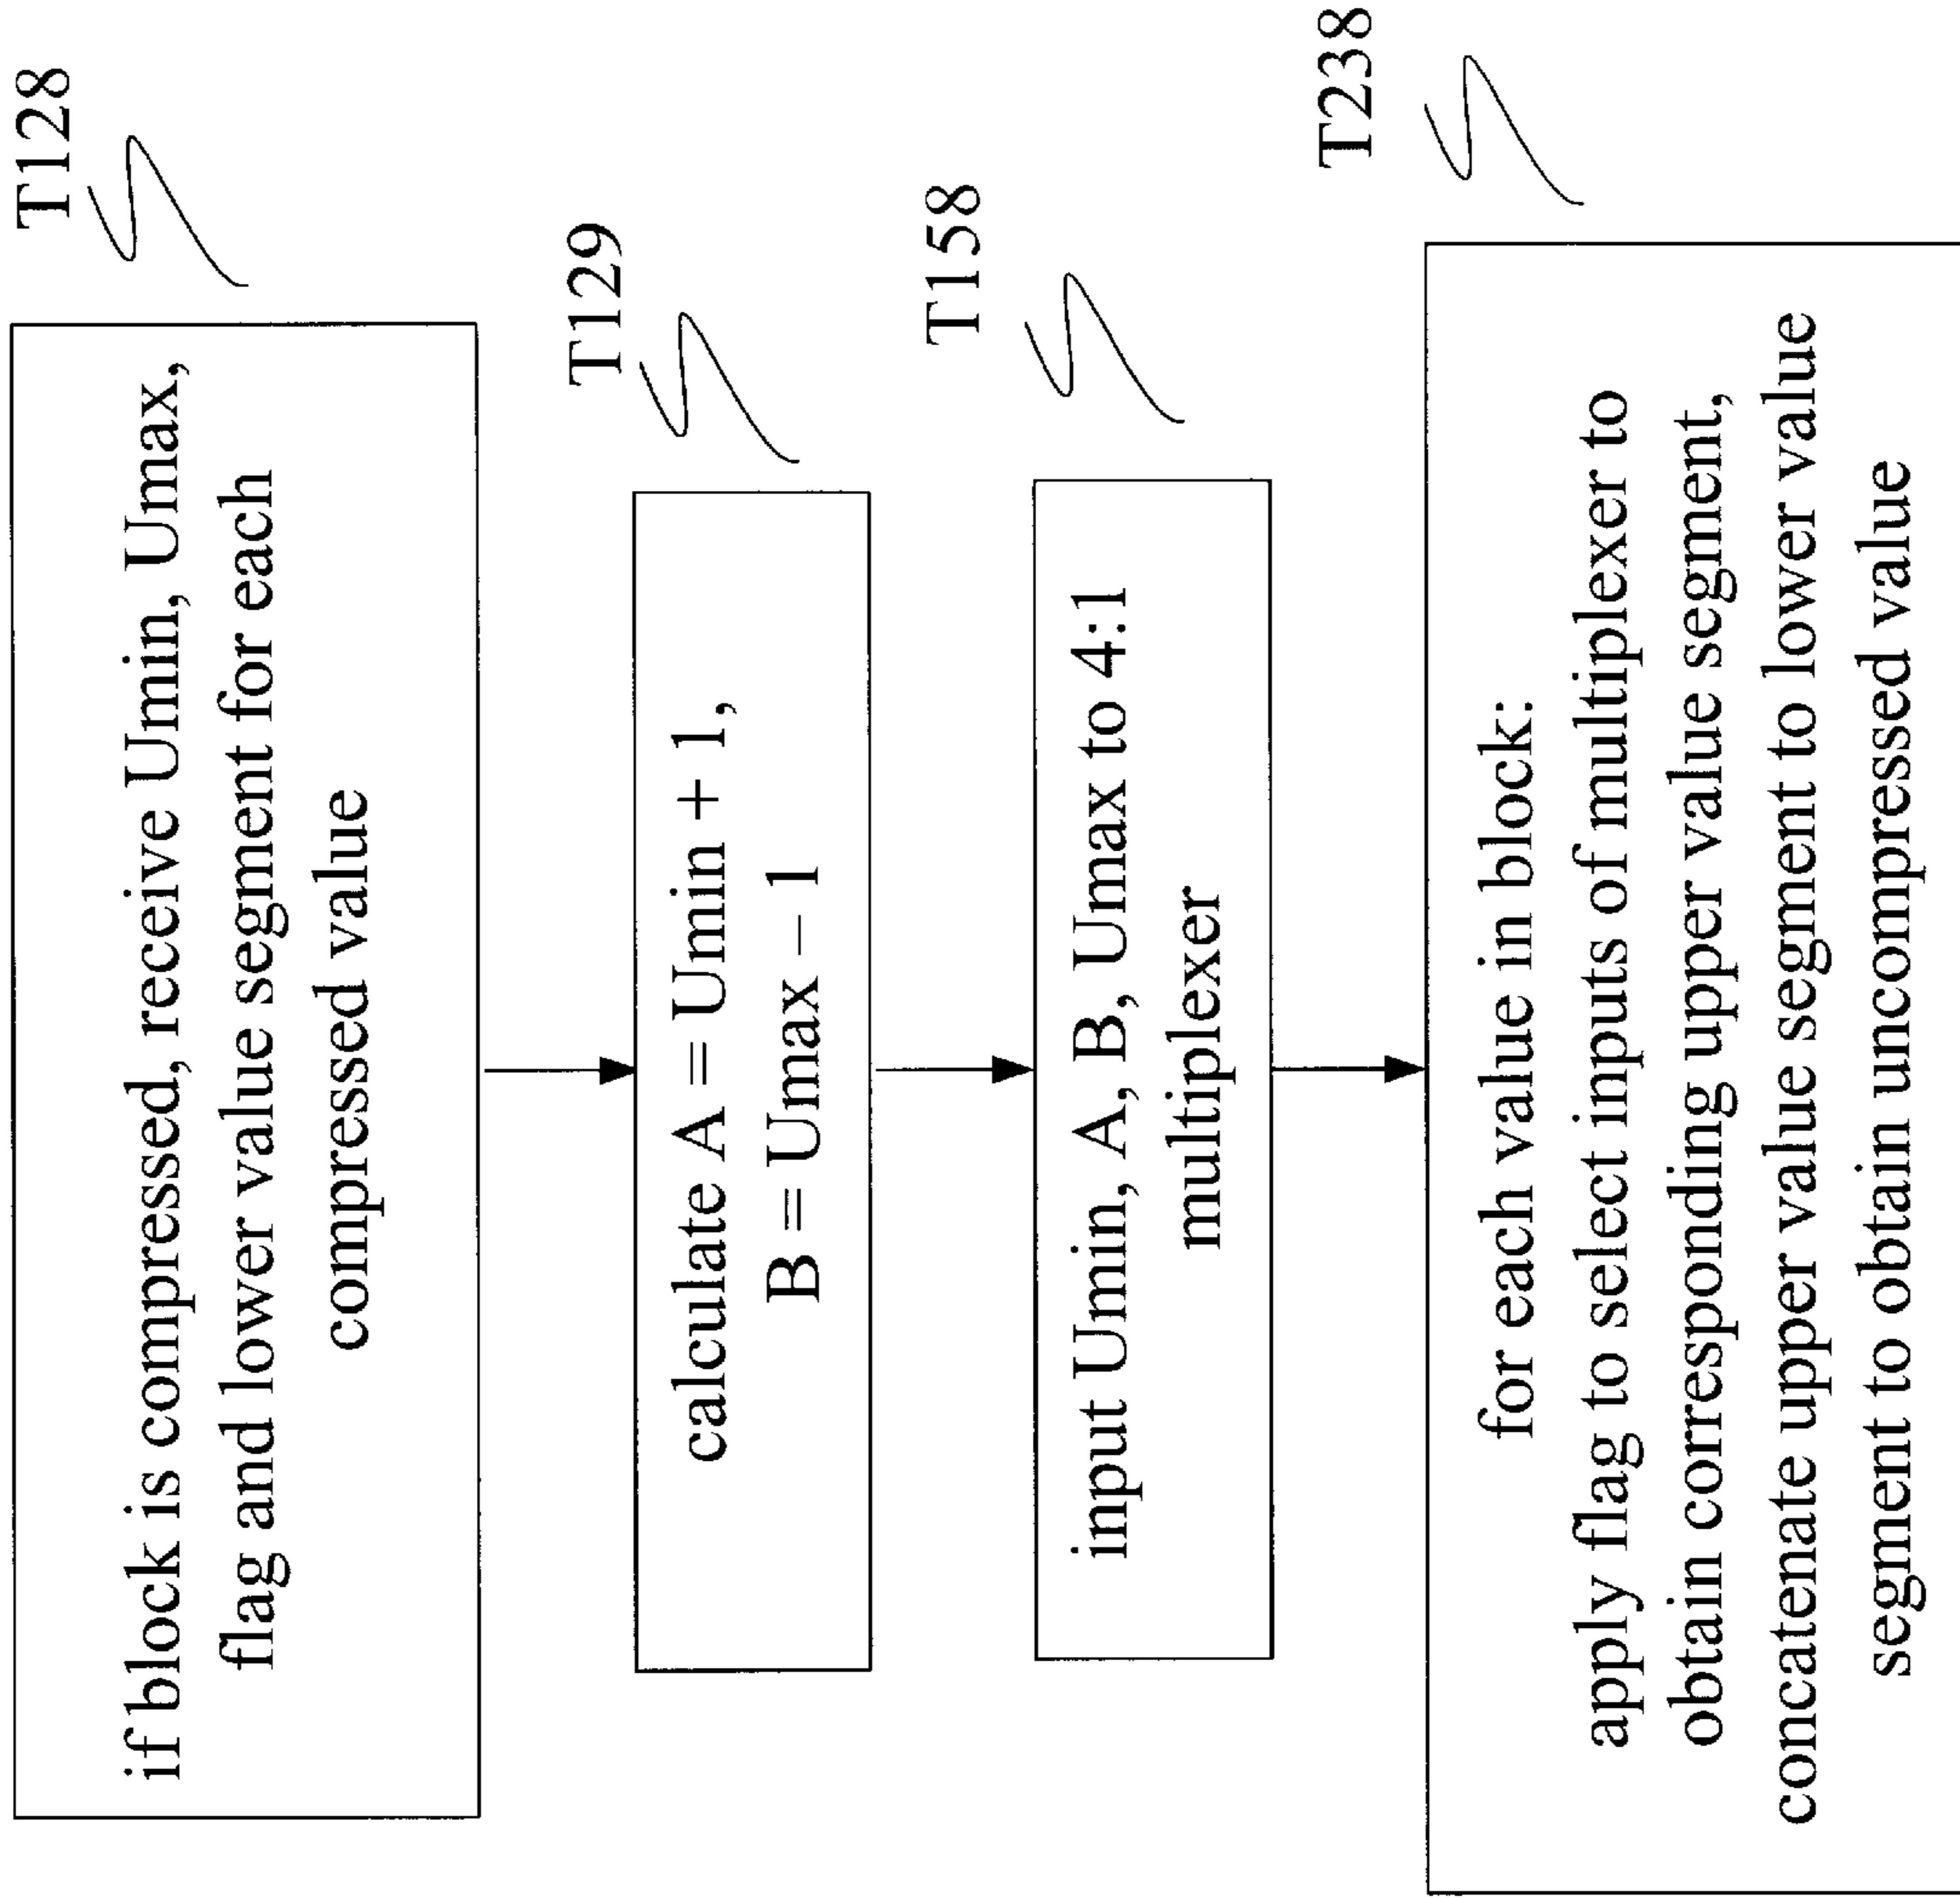 T128
if block is compressed, receive Umin, Umax,
flag and lower value segment for each
compressed value
T129
calculate A = Umin + 1,
B = Umax – 1
T158
input Umin, A, B, Umax to 4:1
multiplexer
T238
for each value in block:
apply flag to select inputs of multiplexer to
obtain corresponding upper value segment,
concatenate upper value segment to lower value
segment to obtain uncompressed value